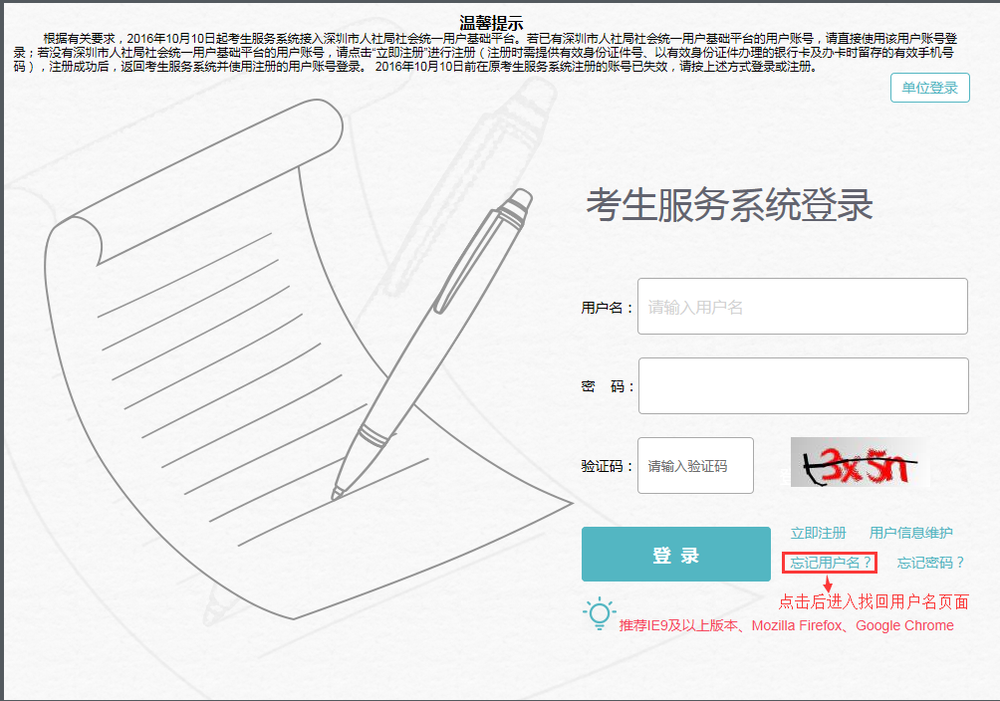 温馨提示
根据有关要求，2016年10月10日起考生服务系统接入深圳市人社局社会统一用户基础平台。若已有深圳市人社局社会统一用户基础平台的用户账号，请直接使用该用户账号登
录；若没有深圳市人社局社会统一用户基础平台的用户账号，请点击“立即注册”进行注册（注册时需提供有效身份证件号、以有效身份证件办理的银行卡及办卡时留存的有效手机号
码），注册成功后，返回考生服务系统并使用注册的用户账号登录。 2016年10月10日前在原考生服务系统注册的账号已失效，请按上述方式登录或注册。
单位登录
考生服务系统登录
用户名： 请输入用户名
密 码：
验证码： 请输入验证码 3x5n
登 录 立即注册 用户信息维护
忘记用户名？ 忘记密码？
点击后进入找回用户名页面
推荐IE9及以上版本、Mozilla Firefox、Google Chrome